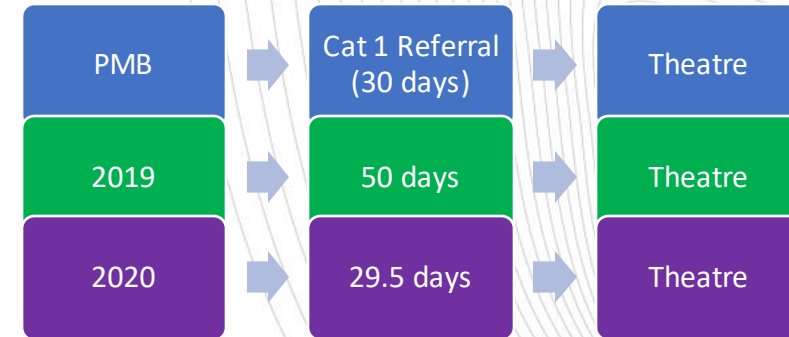 PMB
Cat 1 Referral
(30 days)
Theatre
2019
50 days
Theatre
2020
29.5 days
Theatre